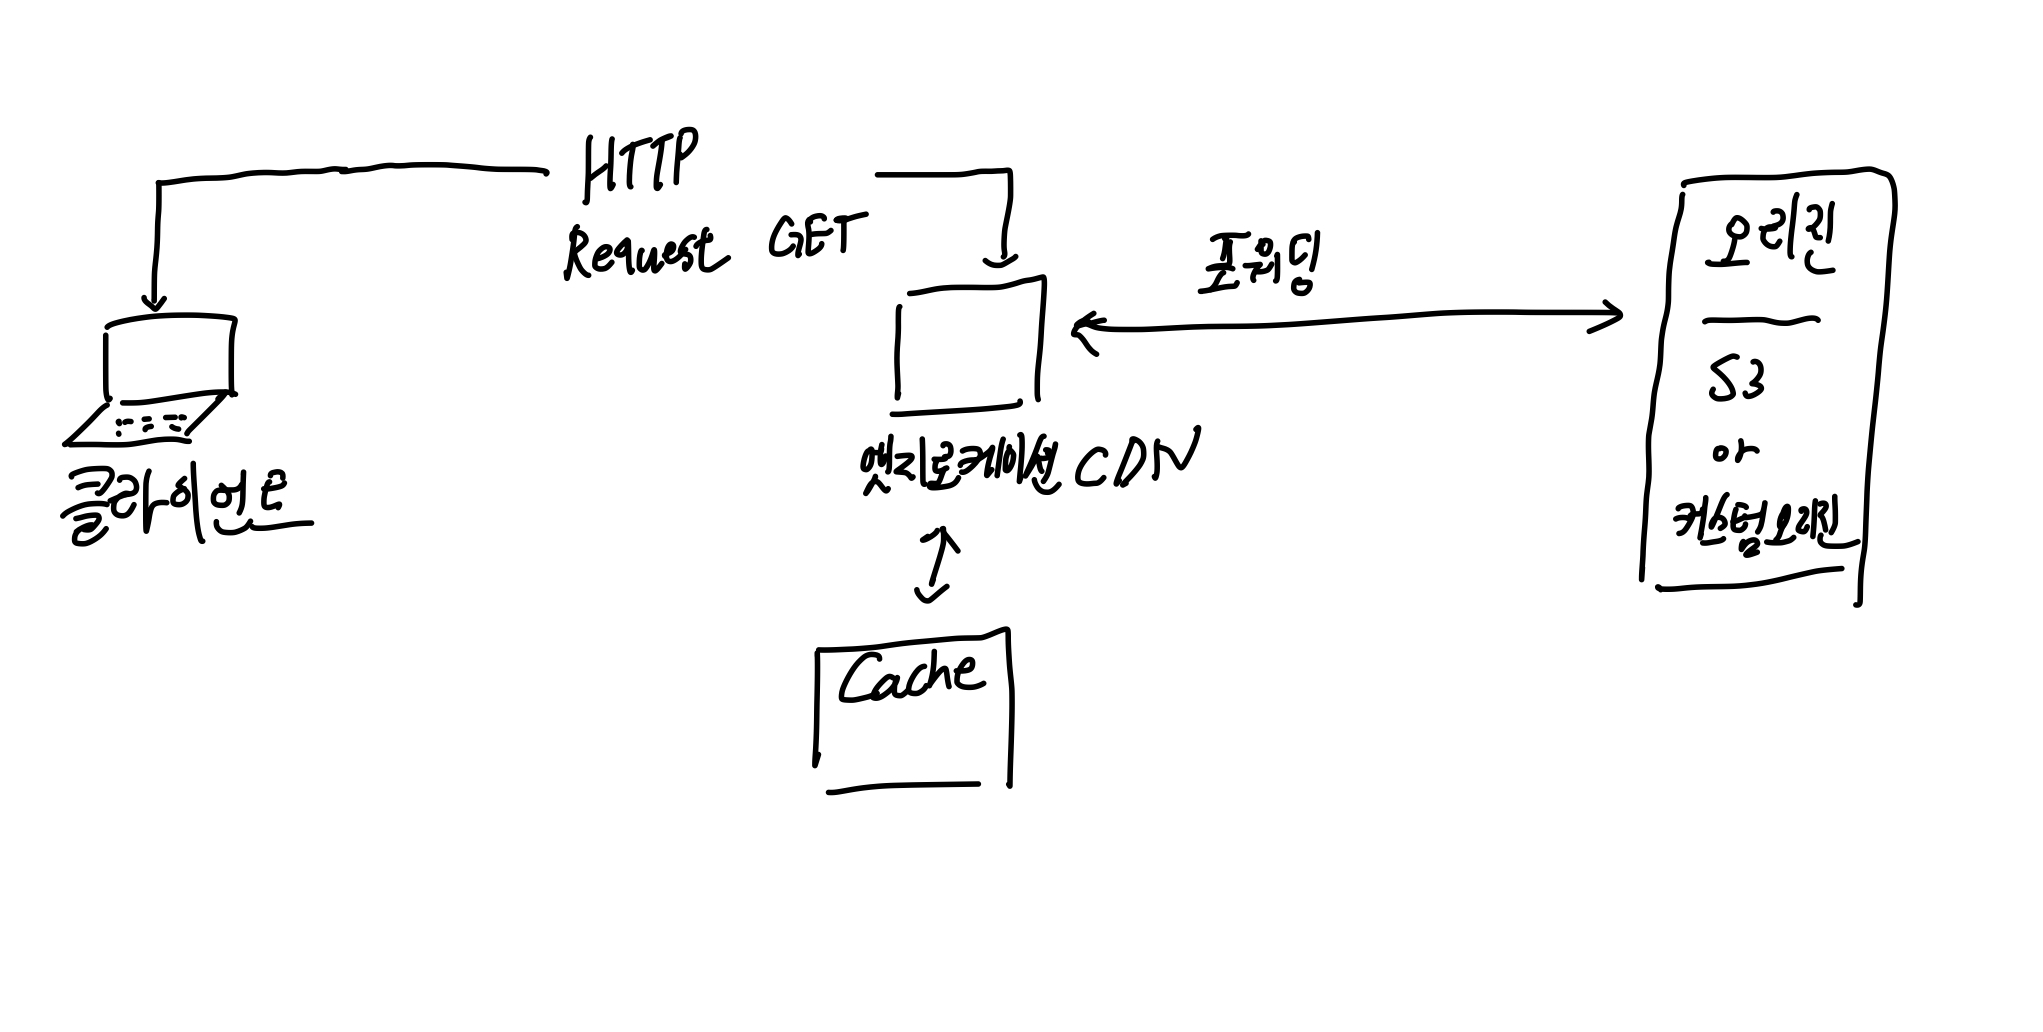 HTTP
Request GET
포워딩
오리진
S3
or
커스텀오리진
클라이언트
엣지로케이션 CDN
Cache